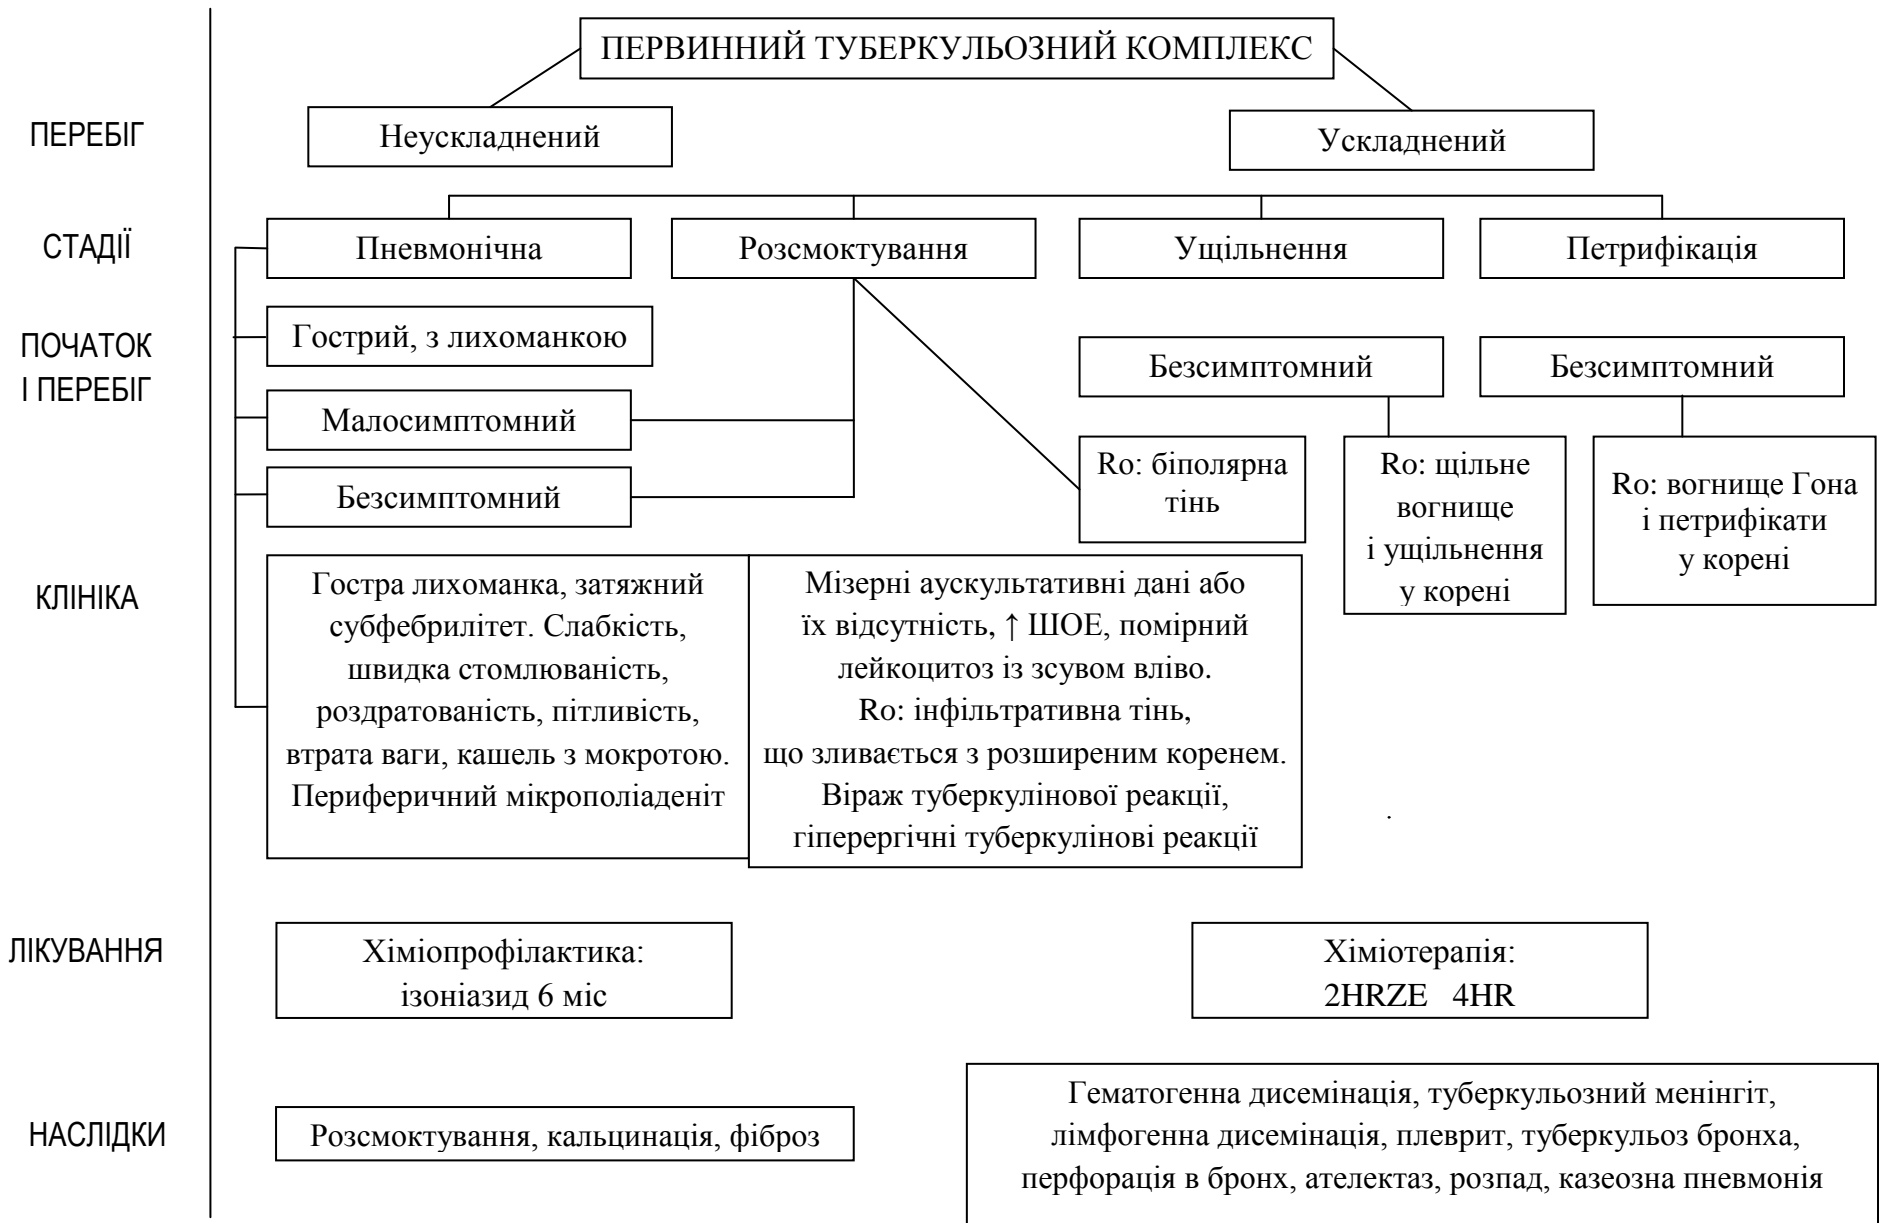 ПЕРВИННИЙ ТУБЕРКУЛЬОЗНИЙ КОМПЛЕКС
ПЕРЕБІГ
Неускладнений
Ускладнений
СТАДІЇ
Пневмонічна
Розсмоктування
Ущільнення
Петрифікація
ПОЧАТОК
І ПЕРЕБІГ
Гострий, з лихоманкою
Малосимптомний
Безсимптомний
Безсимптомний
Безсимптомний
Ro: біполярна
тінь
Ro: щільне
вогнище
і ущільнення
у корені
Ro: вогнище Гона
і петрифікати
у корені
КЛІНІКА
Гостра лихоманка, затяжний
субфебрилітет. Слабкість,
швидка стомлюваність,
роздратованість, пітливість,
втрата ваги, кашель з мокротою.
Периферичний мікрополіаденіт
Мізерні аускультативні дані або
їх відсутність, ↑ ШОЕ, помірний
лейкоцитоз із зсувом вліво.
Ro: інфільтративна тінь,
що зливається з розширеним коренем.
Віраж туберкулінової реакції,
гіперергічні туберкулінові реакції
ЛІКУВАННЯ
Хіміопрофілактика:
ізоніазид 6 міс
Хіміотерапія:
2HRZE 4HR
НАСЛІДКИ
Розсмоктування, кальцинація, фіброз
Гематогенна дисемінація, туберкульозний менінгіт,
лімфогенна дисемінація, плеврит, туберкульоз бронха,
перфорація в бронх, ателектаз, розпад, казеозна пневмонія